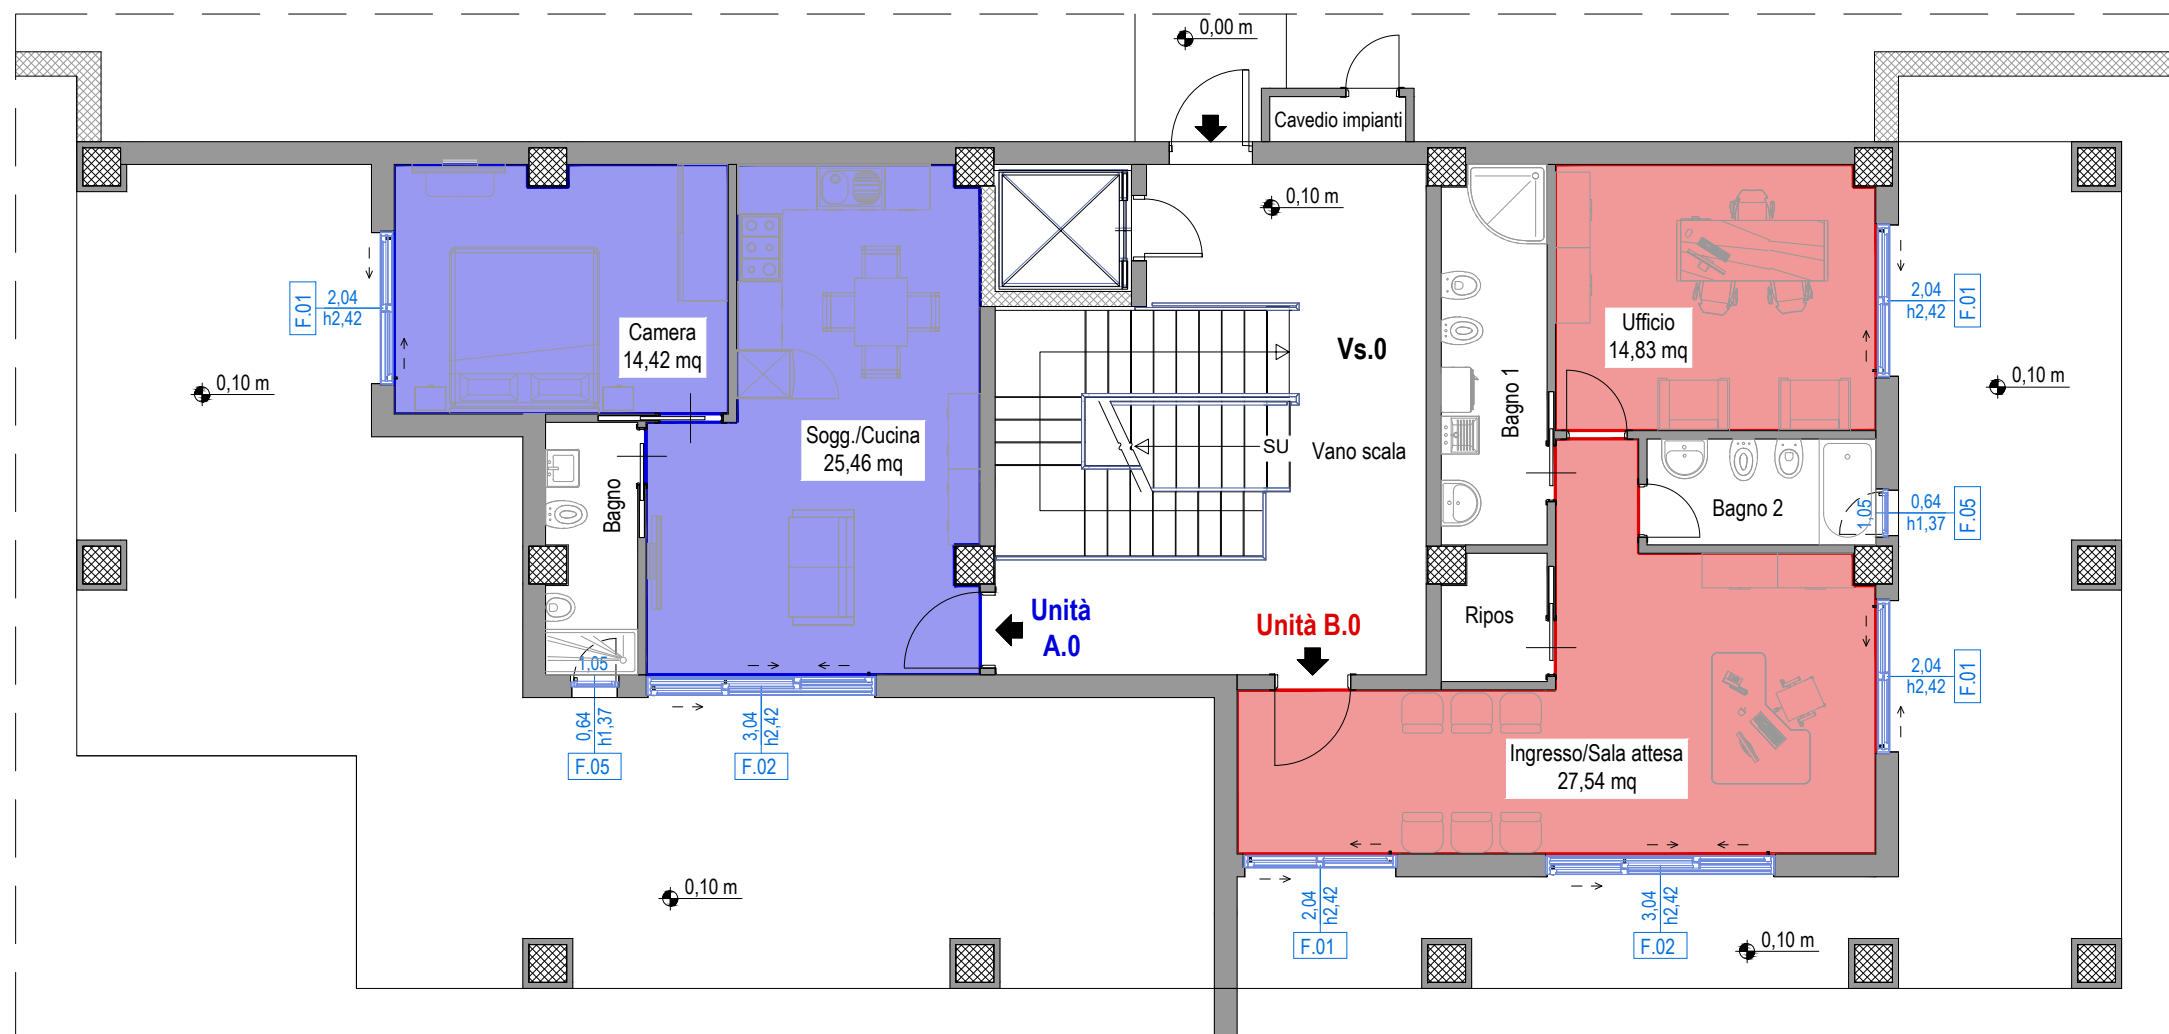 0,00 m
Cavedio impianti
0,10 m
F.01
2,04
h2,42
Camera
14,42 mq
0,10 m
Sogg./Cucina
25,46 mq
Bagno
Vs.0
SU
Vano scala
Bagno 1
Ufficio
14,83 mq
2,04
h2,42
F.01
0,10 m
Bagno 2
1,05
0,64
h1,37
F.05
Unità
A.0
Unità B.0
Ripos
2,04
h2,42
F.01
1,05
0,64
h1,37
F.05
3,04
h2,42
F.02
Ingresso/Sala attesa
27,54 mq
0,10 m
2,04
h2,42
F.01
3,04
h2,42
F.02
0,10 m